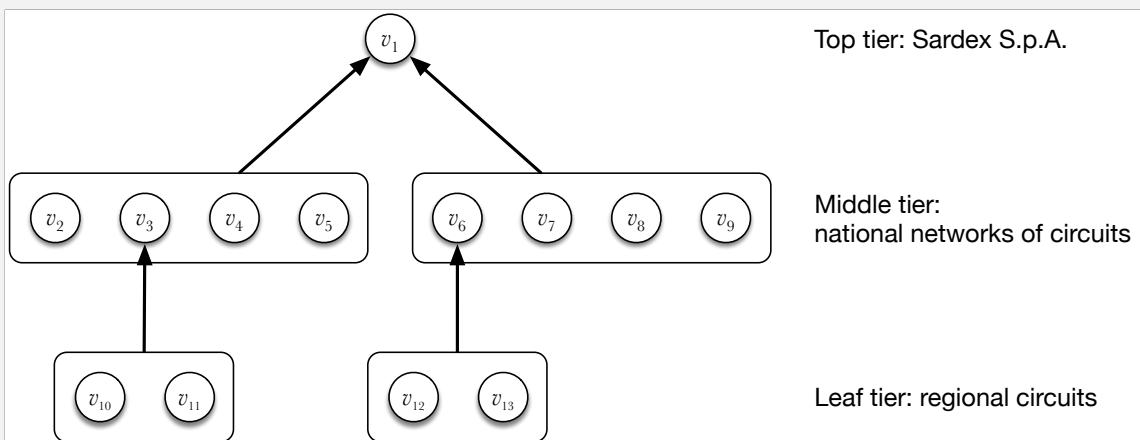 v₁ Top tier: Sardex S.p.A.
v₂ v₃ v₄ v₅ v₆ v₇ v₈ v₉ Middle tier:
national networks of circuits
v₁₀ v₁₁ v₁₂ v₁₃ Leaf tier: regional circuits